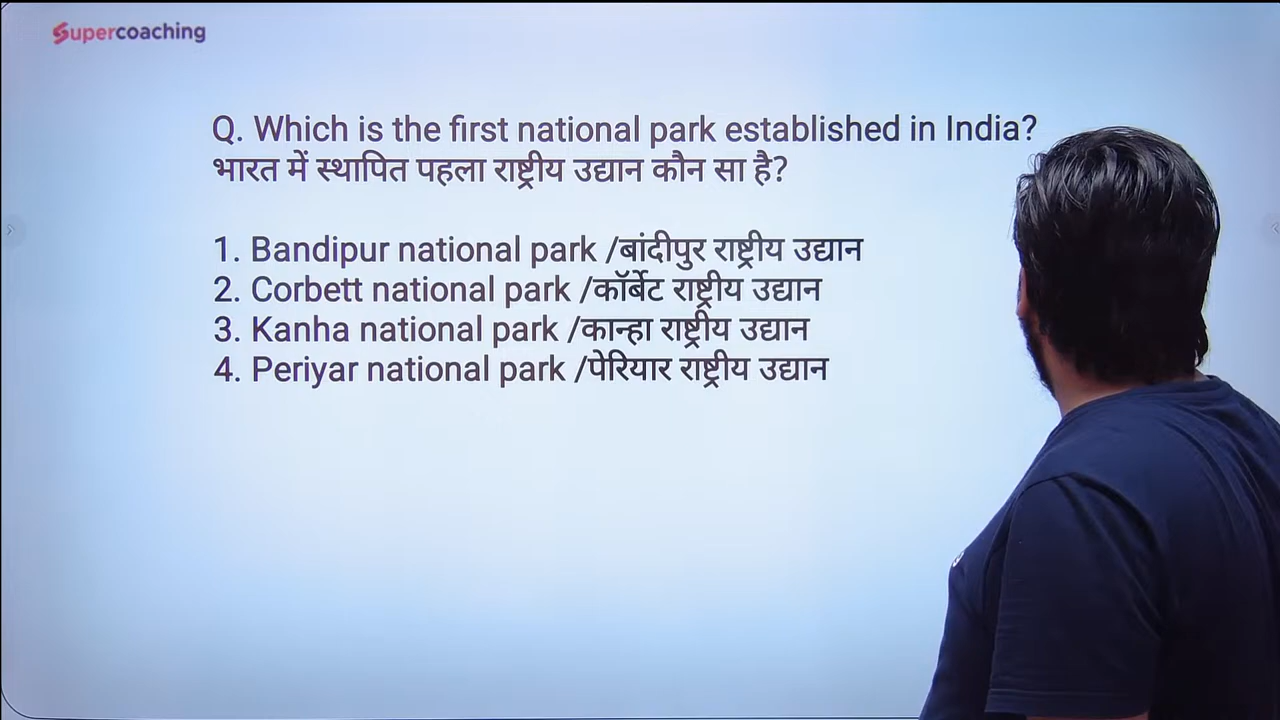 Supercoaching
Q. Which is the first national park established in India?
भारत में स्थापित पहला राष्ट्रीय उद्यान कौन सा है?
1. Bandipur national park /बांदीपुर राष्ट्रीय उद्यान
2. Corbett national park /कॉर्बेट राष्ट्रीय उद्यान
3. Kanha national park /कान्हा राष्ट्रीय उद्यान
4. Periyar national park /पेरियार राष्ट्रीय उद्यान